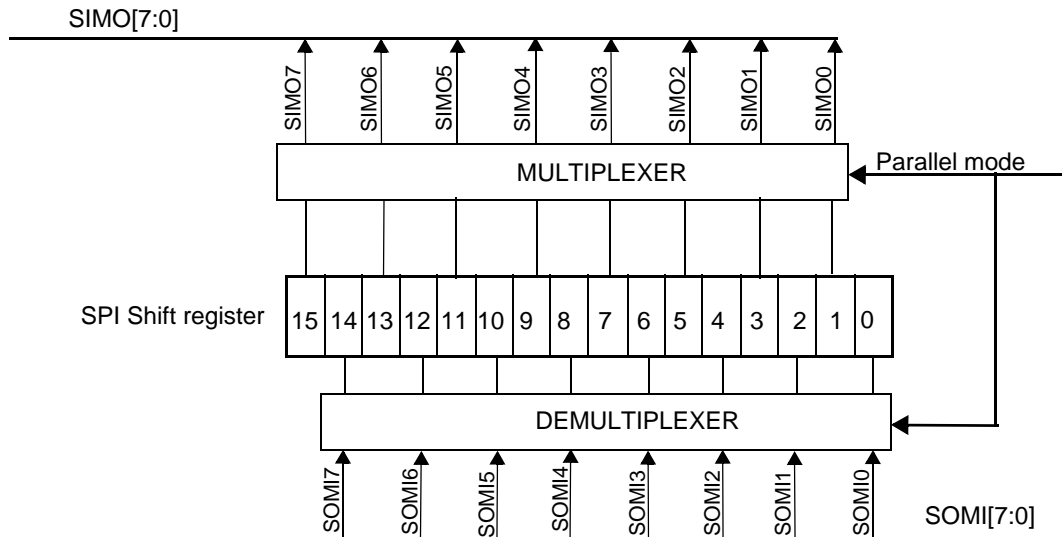 SIMO[7:0]
SIMO7 SIMO6 SIMO5 SIMO4 SIMO3 SIMO2 SIMO1 SIMO0
MULTIPLEXER
Parallel mode
SPI Shift register
15 14 13 12 11 10 9 8 7 6 5 4 3 2 1 0
DEMULTIPLEXER
SOMI7 SOMI6 SOMI5 SOMI4 SOMI3 SOMI2 SOMI1 SOMI0
SOMI[7:0]